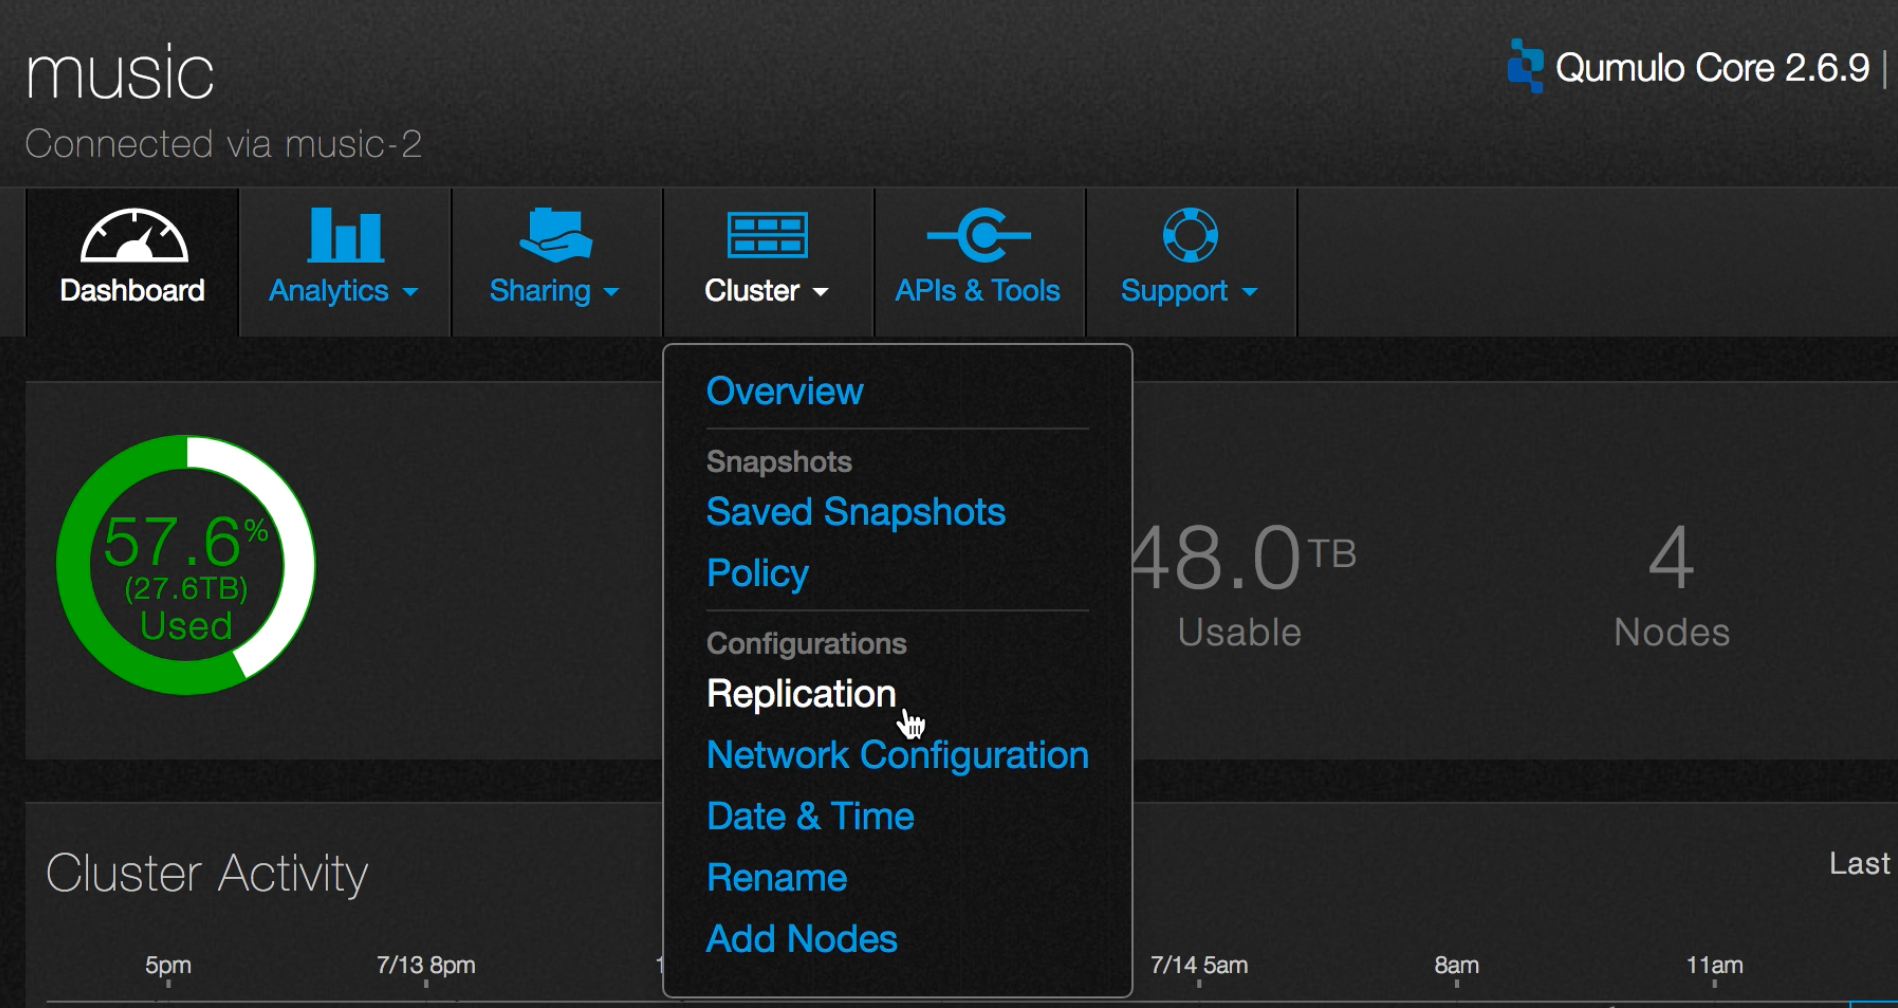 music
Qumulo Core 2.6.9 |
Connected via music-2
Dashboard
Analytics
Sharing
Cluster
APIs & Tools
Support
Overview
Snapshots
Saved Snapshots
Policy
Configurations
Replication
Network Configuration
Date & Time
Rename
Add Nodes
57.6%
(27.6TB)
Used
48.0TB
Usable
4
Nodes
Cluster Activity
Last
5pm
7/13 8pm
7/14 5am
8am
11am